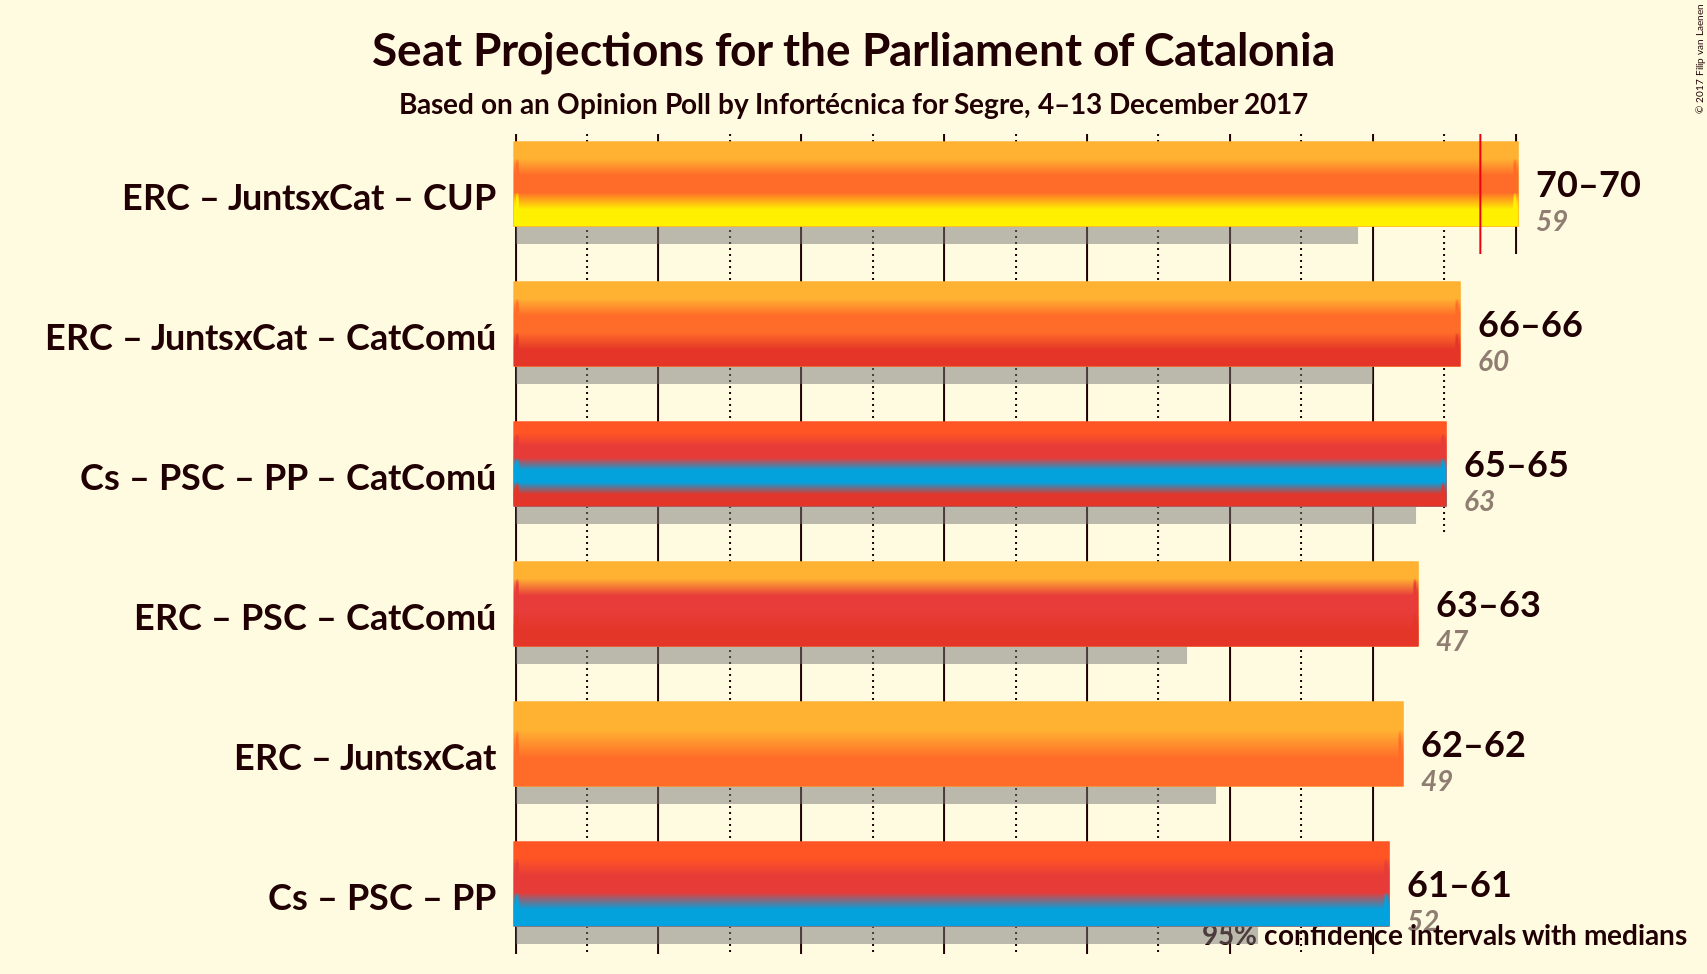 Seat Projections for the Parliament of Catalonia
Based on an Opinion Poll by Infortécnica for Segre, 4–13 December 2017
© 2017 Filip van Laenen
ERC – JuntsxCat – CUP
70–70
59
ERC – JuntsxCat – CatComú
66–66
60
Cs – PSC – PP – CatComú
65–65
63
ERC – PSC – CatComú
63–63
47
ERC – JuntsxCat
62–62
49
Cs – PSC – PP
61–61
52
95% confidence intervals with medians